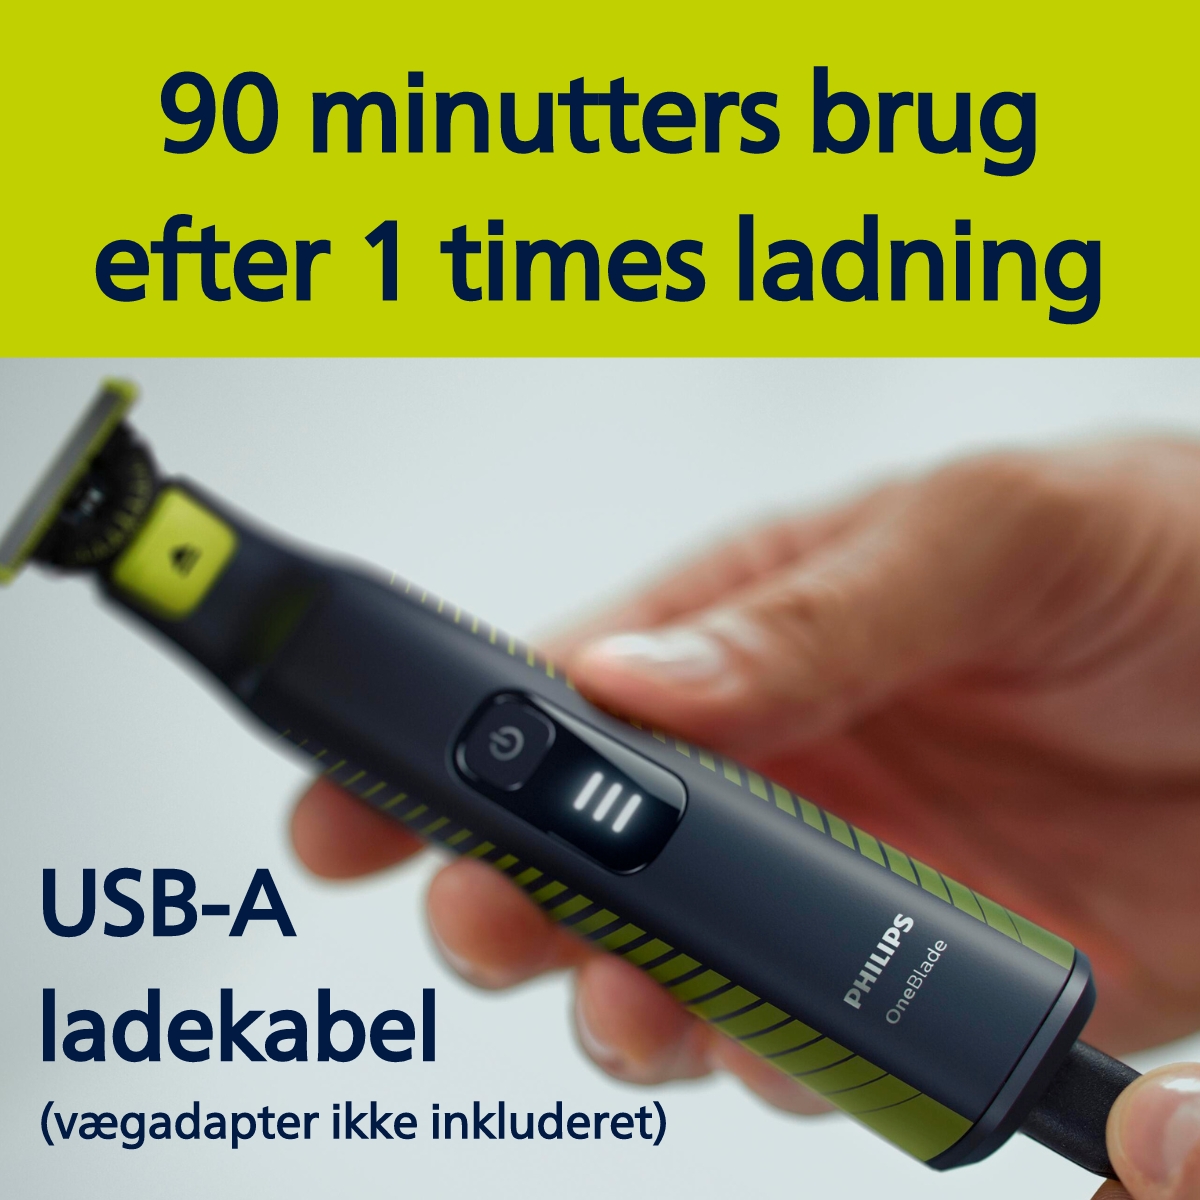 90 minutters brug
efter 1 times ladning
PHILIPS
OneBlade
USB-A
ladekabel
(vægadapter ikke inkluderet)